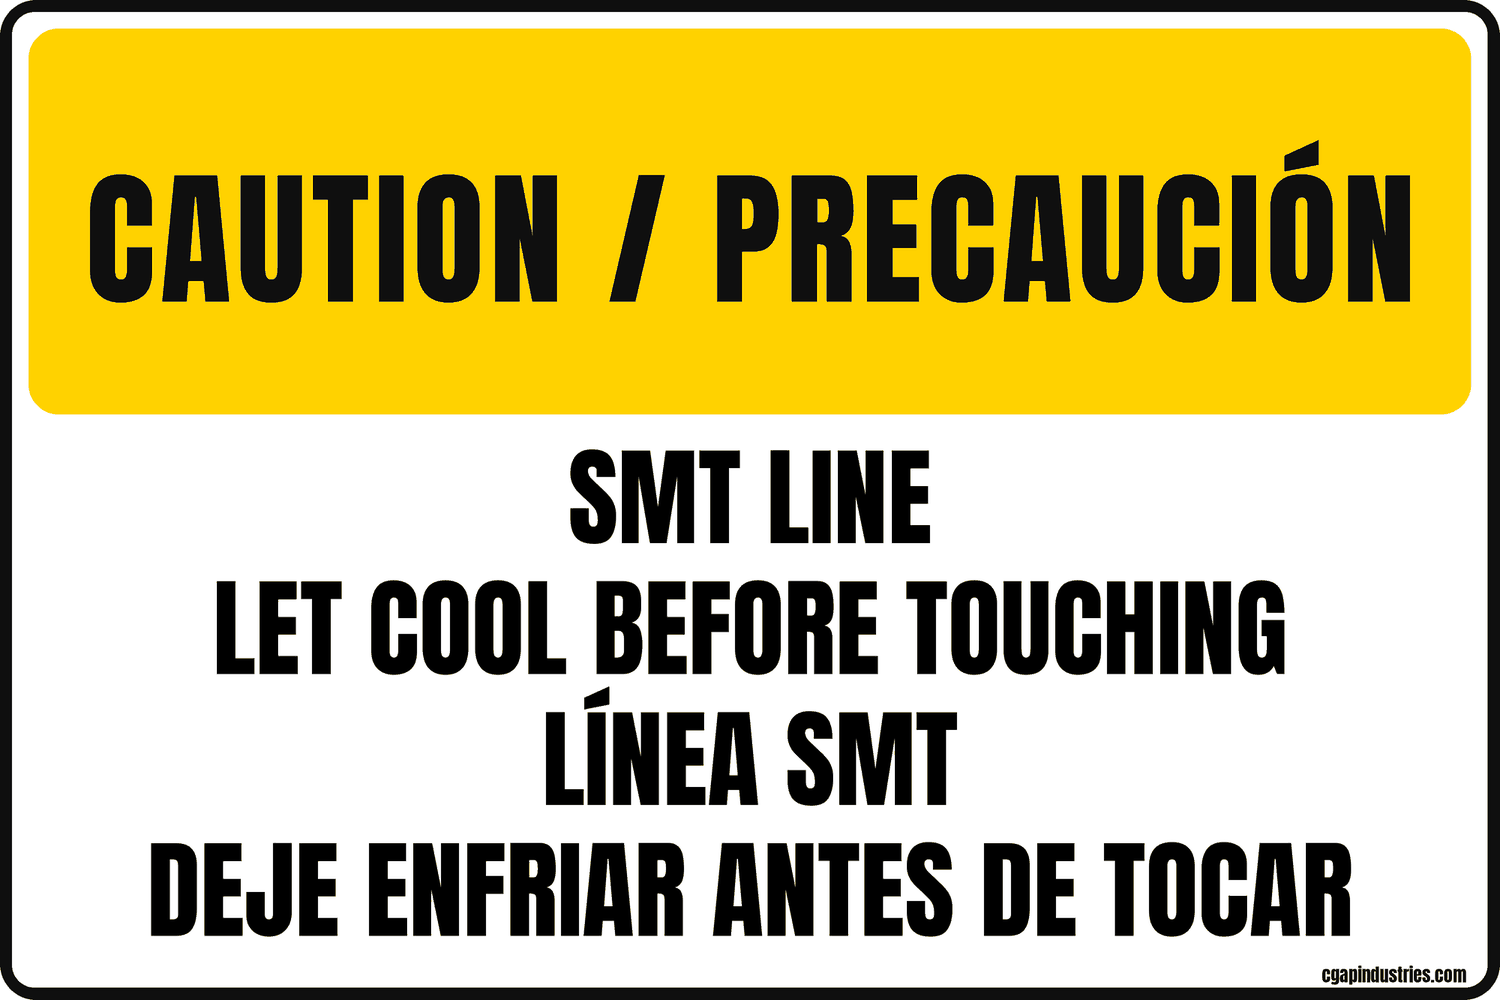 CAUTION / PRECAUCIÓN
SMT LINE
LET COOL BEFORE TOUCHING
LÍNEA SMT
DEJE ENFRIAR ANTES DE TOCAR
cgapindustries.com